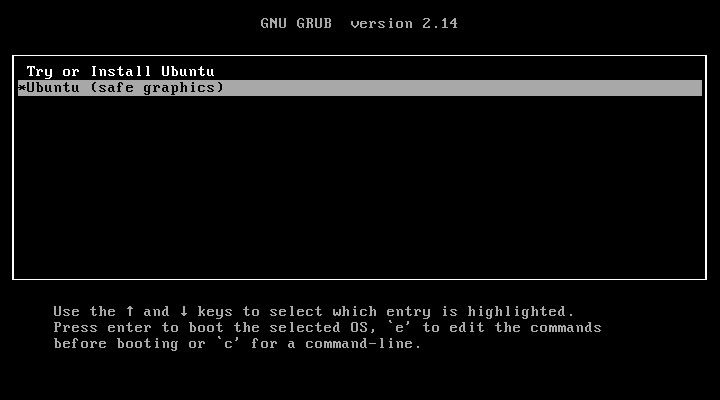 GNU GRUB  version 2.14
Try or Install Ubuntu
*Ubuntu (safe graphics)
Use the ↑ and ↓ keys to select which entry is highlighted.
Press enter to boot the selected OS, `e' to edit the commands
before booting or `c' for a command-line.